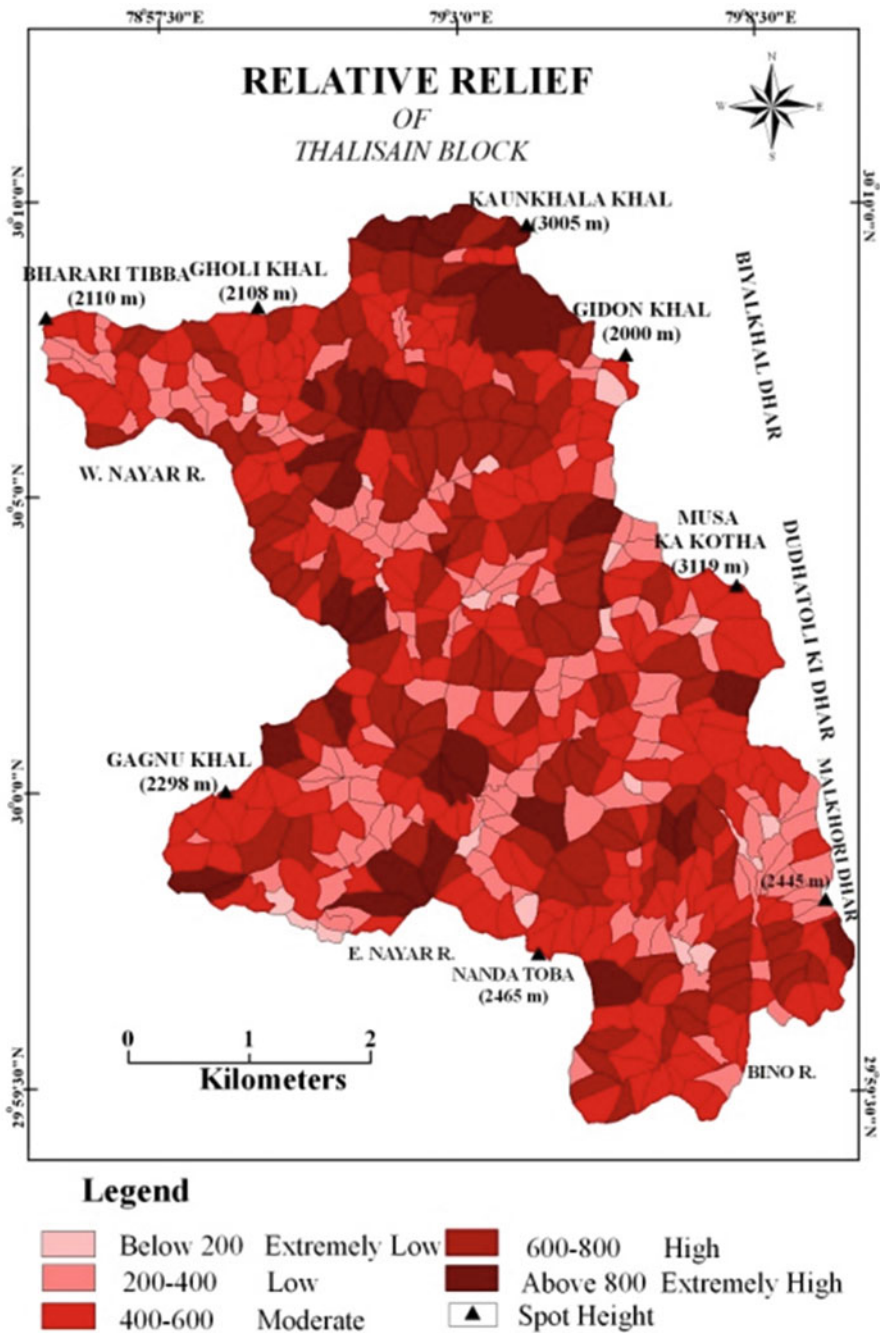 78°57'30"E 79°3'0"E 79°8'30"E
RELATIVE RELIEF
OF
THALISAIN BLOCK
N
W E
S
30°10'0"N 30°10'0"N
KAUNKHALA KHAL
(3005 m)
BHARARI TIBBA
(2110 m)
GHOLI KHAL
(2108 m)
GIDON KHAL
(2000 m)
BIYALKHAL DHAR
W. NAYAR R.
30°5'0"N
MUSA
KA KOTHA
(3119 m)
DUDHATOLI KI DHAR
GAGNU KHAL
(2298 m)
30°0'0"N
MALKHORI DHAR
(2445 m)
E. NAYAR R.
NANDA TOBA
(2465 m)
0 1 2
Kilometers
BINO R.
29°59'30"N 29°59'30"N
Legend
Below 200 Extremely Low
200-400 Low
400-600 Moderate
600-800 High
Above 800 Extremely High
Spot Height